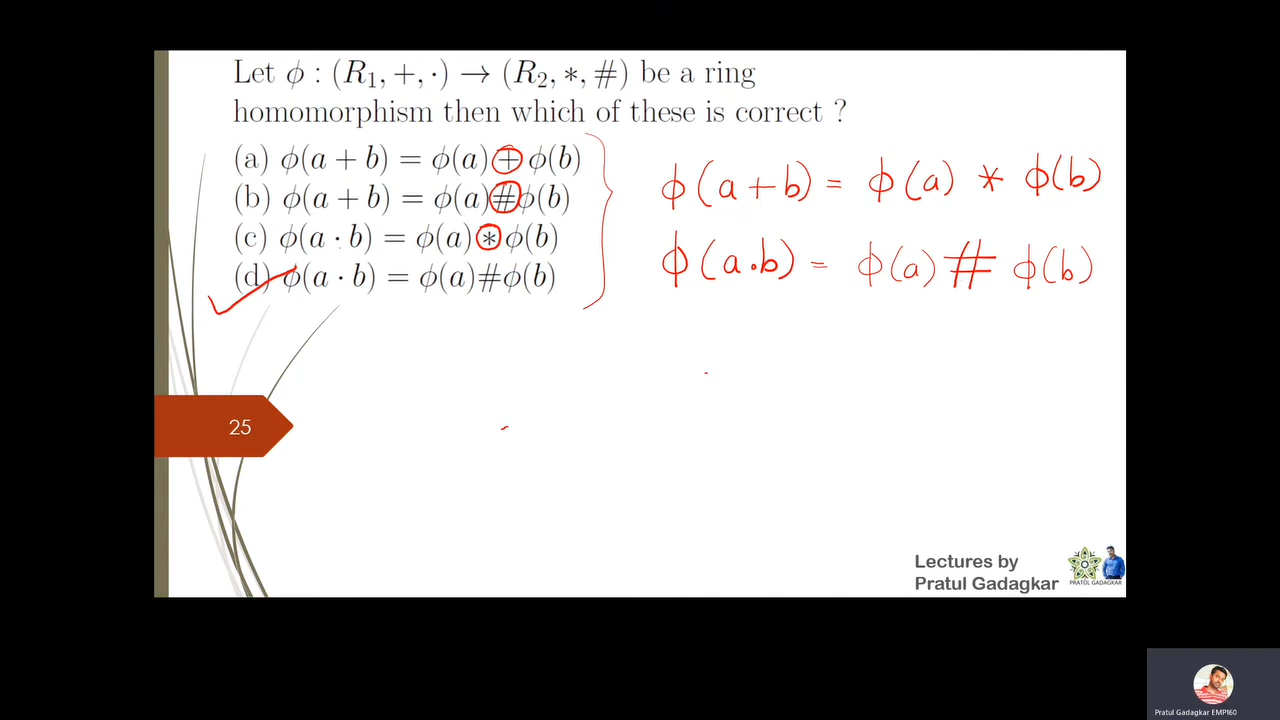 Let ϕ : (R₁, +, ·) → (R₂, ∗, #) be a ring
homomorphism then which of these is correct ?
(a) ϕ(a + b) = ϕ(a) + ϕ(b)
(b) ϕ(a + b) = ϕ(a)#ϕ(b)
(c) ϕ(a · b) = ϕ(a) ∗ ϕ(b)
(d) ϕ(a · b) = ϕ(a)#ϕ(b)
ϕ(a+b) = ϕ(a) * ϕ(b)
ϕ(a.b) = ϕ(a) # ϕ(b)
25
Lectures by
Pratul Gadagkar
PRATUL GADAGKAR
Pratul Gadagkar EMP160